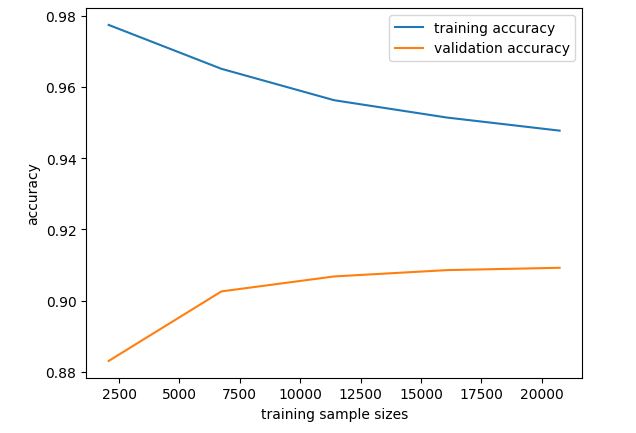 0.98
0.96
0.94
0.92
0.90
0.88
accuracy
training accuracy
validation accuracy
2500 5000 7500 10000 12500 15000 17500 20000
training sample sizes